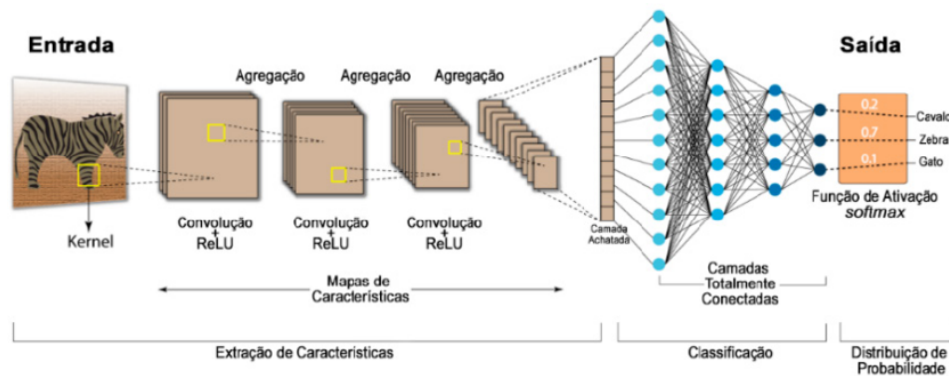 Entrada
Saída
Agregação
Agregação
Agregação
0.2
Cavalo
0.7
Zebra
0.1
Gato
Kernel
Convolução
+
ReLU
Convolução
+
ReLU
Convolução
+
ReLU
Camada
Achatada
Função de Ativação
softmax
Mapas de
Características
Camadas
Totalmente
Conectadas
Extração de Características
Classificação
Distribuição de
Probabilidade